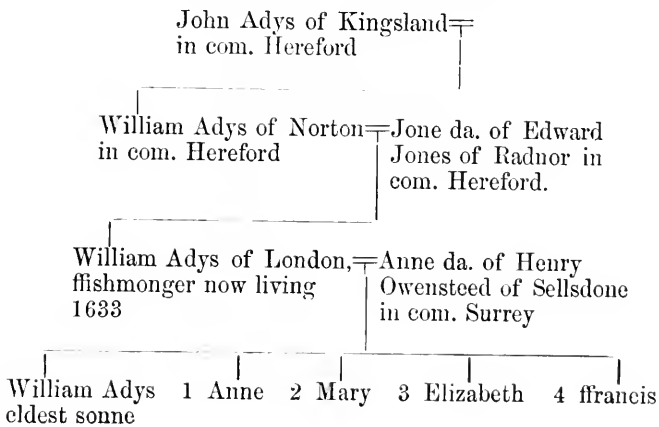 John Adys of Kingsland
in com. Hereford
William Adys of Norton
in com. Hereford
Jone da. of Edward
Jones of Radnor in
com. Hereford.
William Adys of London,
ffishmonger now living
1633
Anne da. of Henry
Owensteed of Sellsdone
in com. Surrey
William Adys
eldest sonne
1 Anne
2 Mary
3 Elizabeth
4 ffrancis